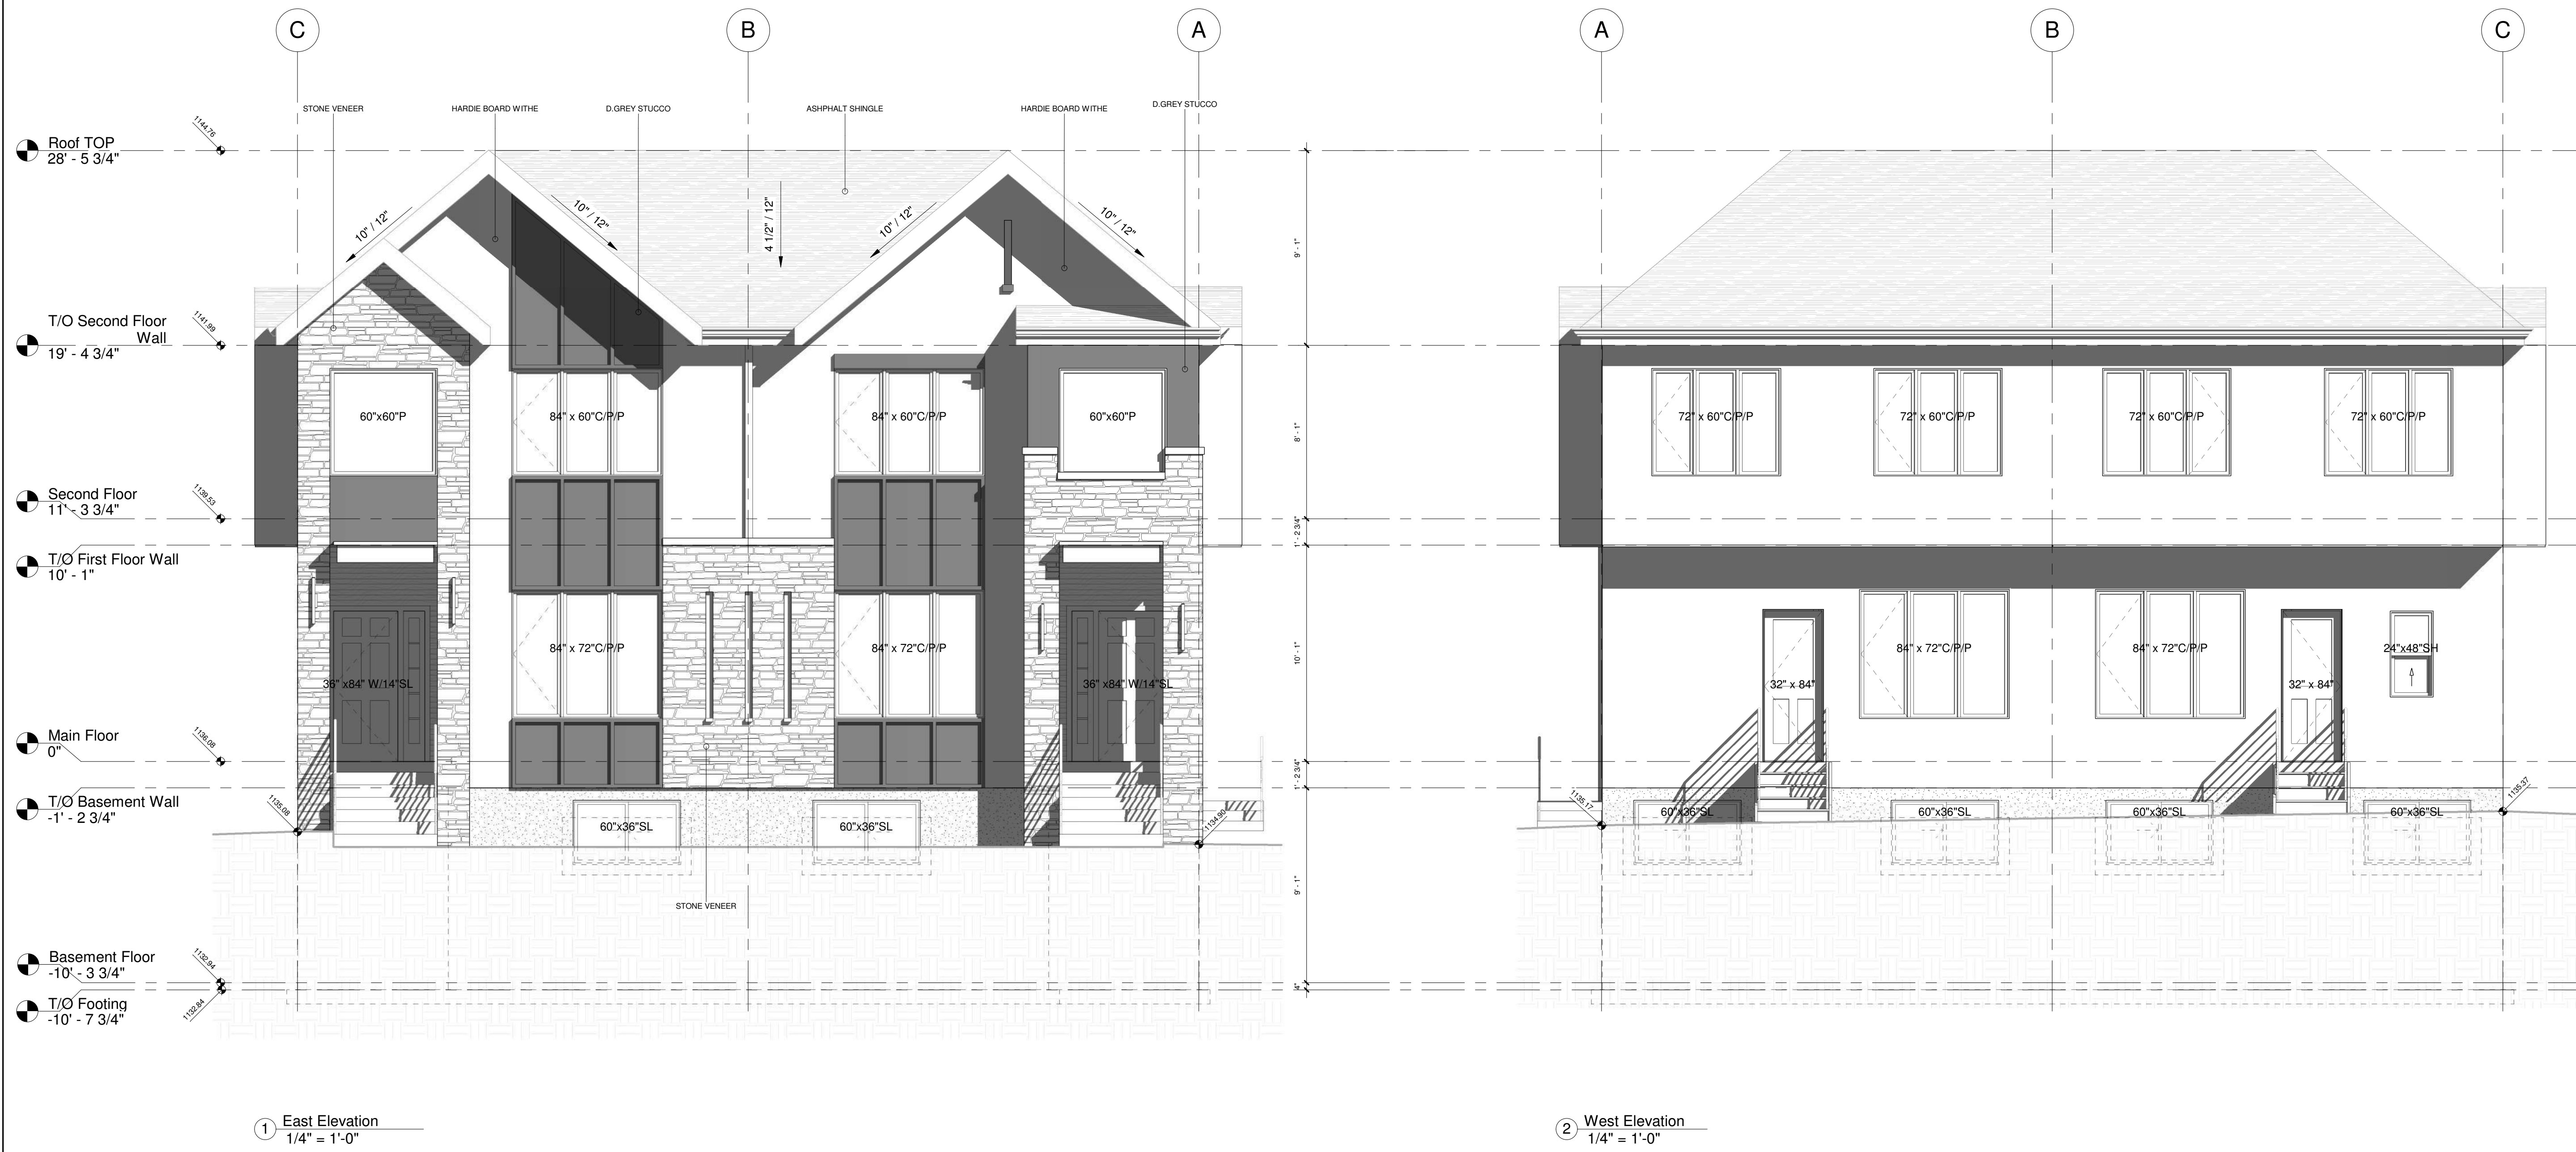 C
B
A
A
B
C
STONE VENEER
HARDIE BOARD WITHE
D.GREY STUCCO
ASHPHALT SHINGLE
HARDIE BOARD WITHE
D.GREY STUCCO
Roof TOP
28' - 5 3/4"
1144.76
10" / 12"
10" / 12"
4 1/2" / 12"
10" / 12"
10" / 12"
9' - 1"
T/O Second Floor
Wall
19' - 4 3/4"
1141.99
60"x60"P
84" x 60"C/P/P
84" x 60"C/P/P
60"x60"P
8' - 1"
72" x 60"C/P/P
72" x 60"C/P/P
72" x 60"C/P/P
72" x 60"C/P/P
Second Floor
11' - 3 3/4"
1139.53
1' - 2 3/4"
T/O First Floor Wall
10' - 1"
84" x 72"C/P/P
84" x 72"C/P/P
10' - 1"
84" x 72"C/P/P
84" x 72"C/P/P
24"x48"SH
36" x84" W/14"SL
36" x84" W/14"SL
32" x 84"
32" x 84"
Main Floor
0"
1136.08
1' - 2 3/4"
T/O Basement Wall
-1' - 2 3/4"
1135.08
60"x36"SL
60"x36"SL
1134.90
1135.17
60"x36"SL
60"x36"SL
60"x36"SL
60"x36"SL
1135.37
9' - 1"
STONE VENEER
Basement Floor
-10' - 3 3/4"
1132.94
4"
T/O Footing
-10' - 7 3/4"
1132.84
1
East Elevation
1/4" = 1'-0"
2
West Elevation
1/4" = 1'-0"